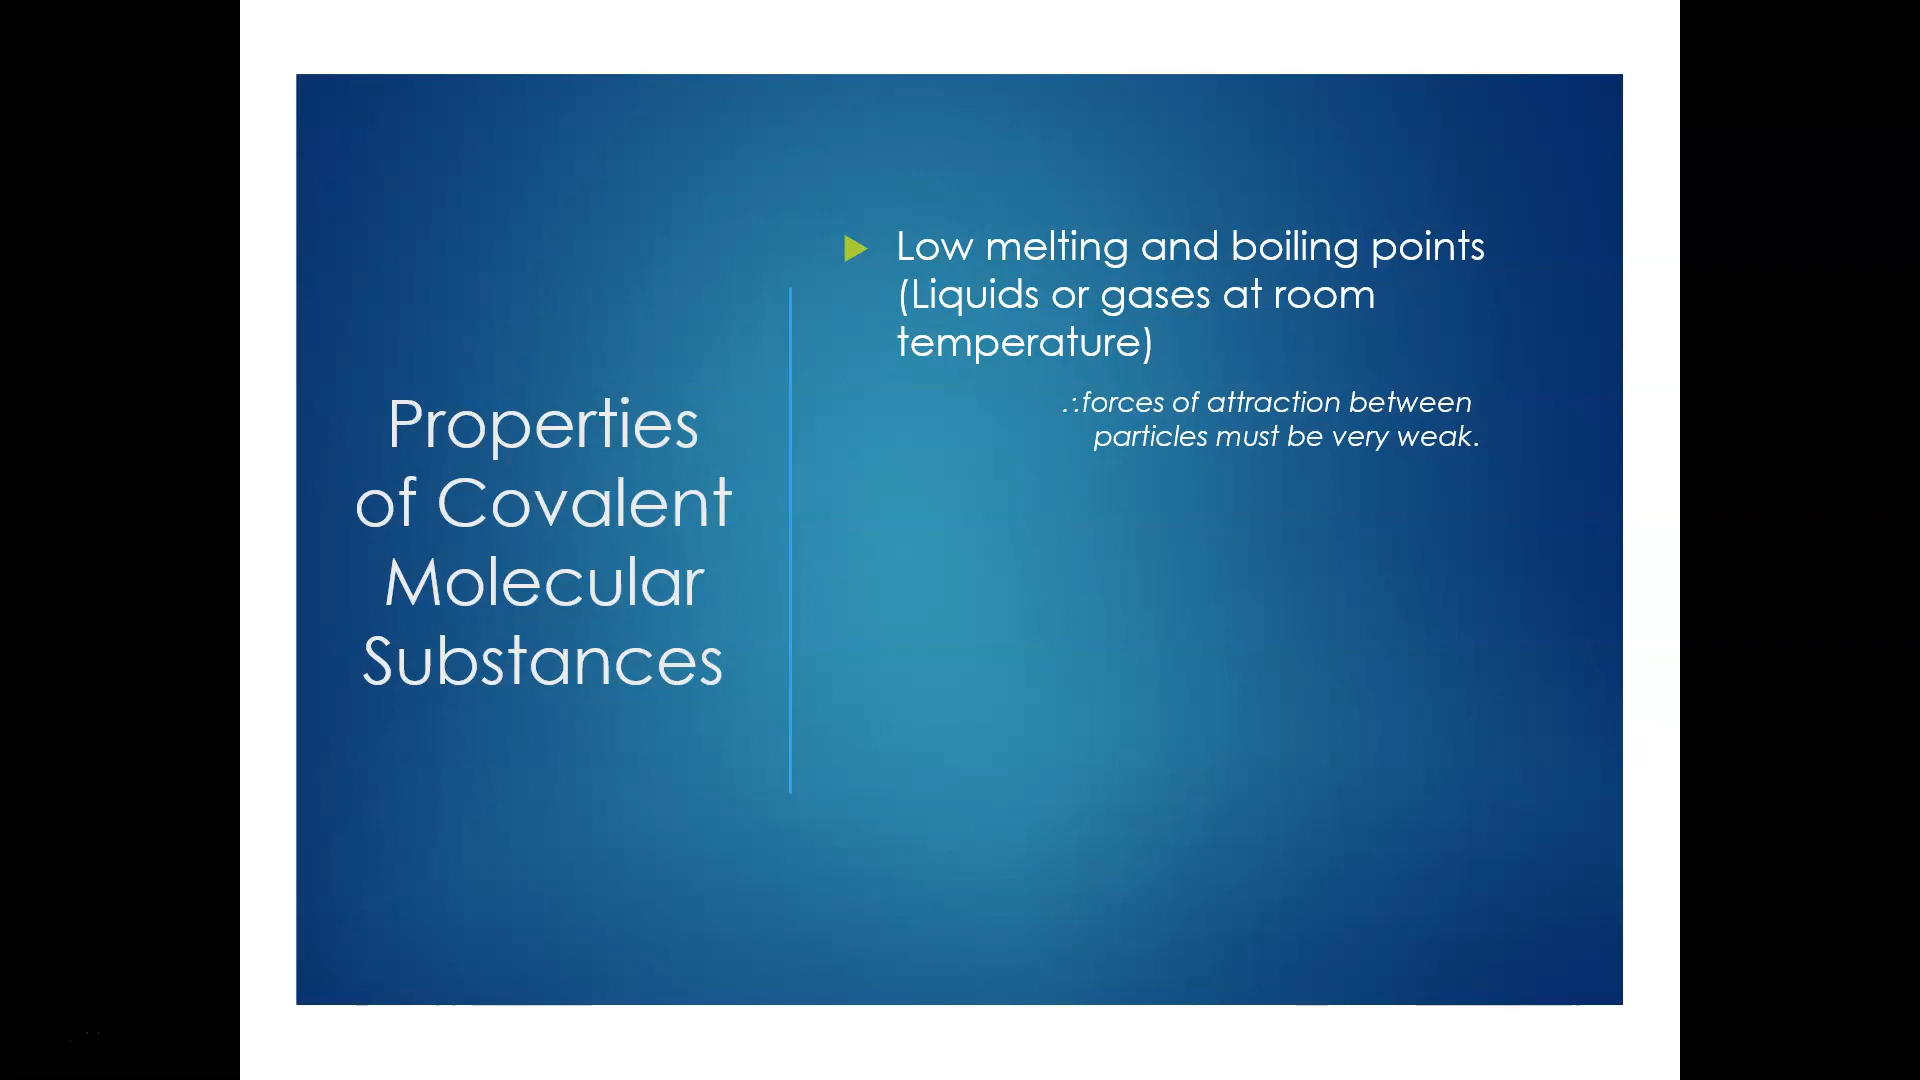 Properties
of Covalent
Molecular
Substances
Low melting and boiling points
(Liquids or gases at room
temperature)
∴forces of attraction between
particles must be very weak.